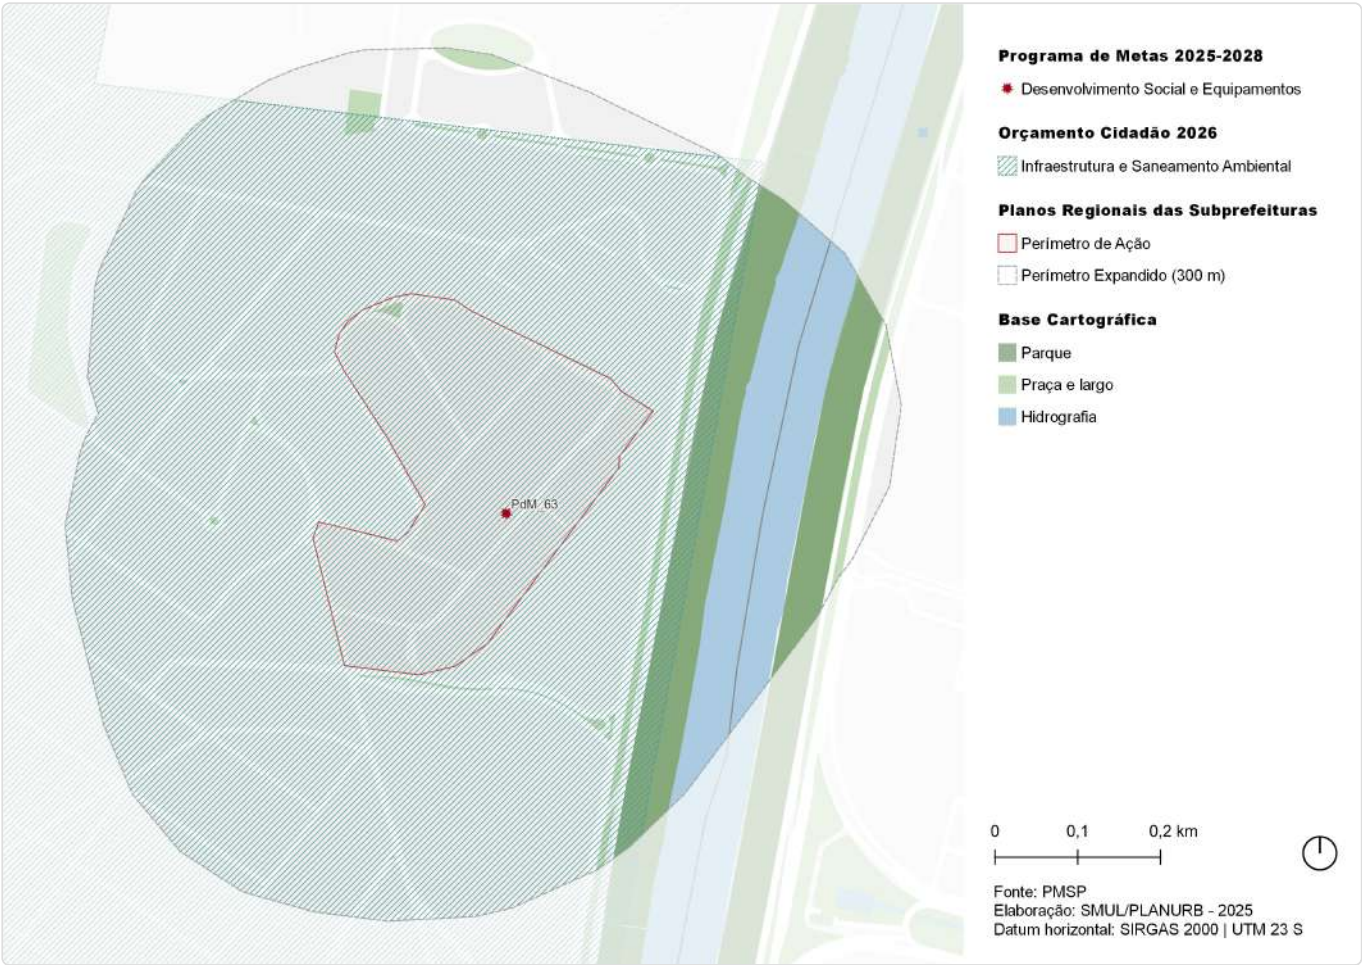 Programa de Metas 2025-2028
Desenvolvimento Social e Equipamentos
Orçamento Cidadão 2026
Infraestrutura e Saneamento Ambiental
Planos Regionais das Subprefeituras
Perímetro de Ação
Perímetro Expandido (300 m)
Base Cartográfica
Parque
Praça e largo
Hidrografia
PdM_63
0 0,1 0,2 km
Fonte: PMSP
Elaboração: SMUL/PLANURB - 2025
Datum horizontal: SIRGAS 2000 | UTM 23 S